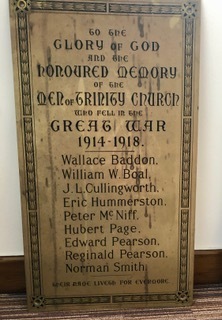 TO THE
GLORY OF GOD
AND THE
HONOURED MEMORY
OF THE
MEN OF TRINITY CHURCH
WHO FELL IN THE
GREAT WAR
1914-1918.
Wallace Baddon.
William W. Boal.
J. L. Cullingworth.
Eric Hummerston.
Peter McNiff.
Hubert Page.
Edward Pearson.
Reginald Pearson.
Norman Smith.
THEIR NAME LIVETH FOR EVERMORE